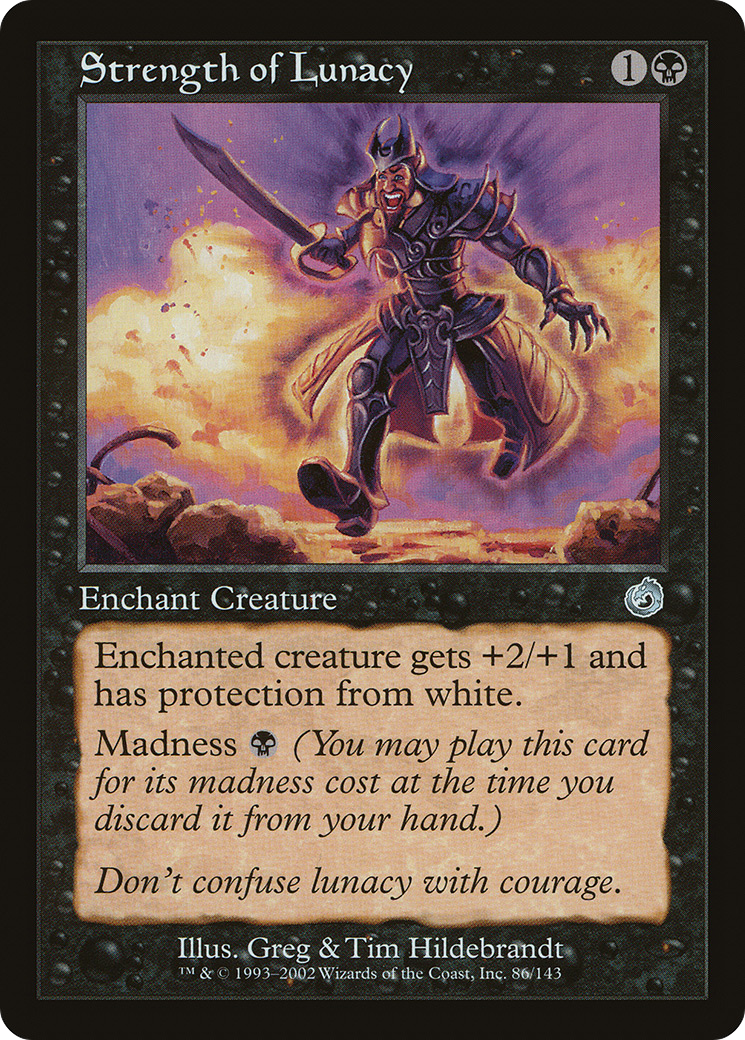 Strength of Lunacy 1
Enchant Creature
Enchanted creature gets +2/+1 and
has protection from white.
Madness (You may play this card
for its madness cost at the time you
discard it from your hand.)
Don't confuse lunacy with courage.
Illus. Greg & Tim Hildebrandt
™ & © 1993–2002 Wizards of the Coast, Inc. 86/143